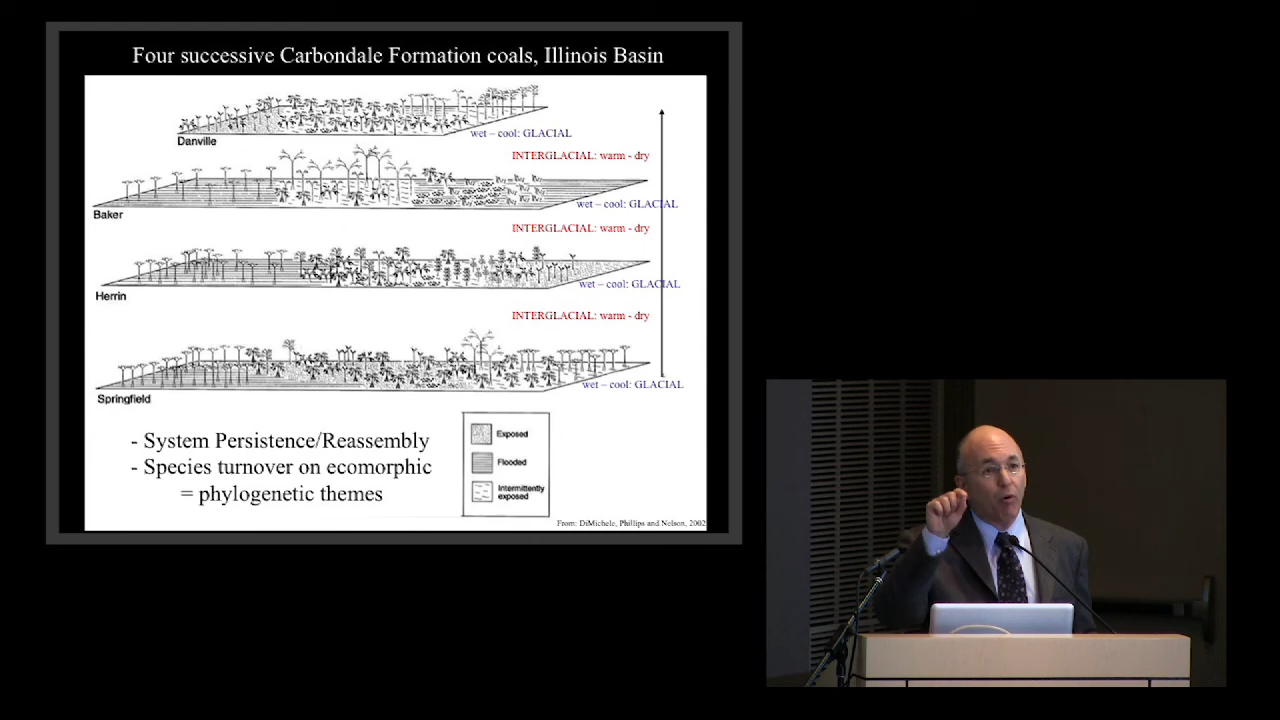 Four successive Carbondale Formation coals, Illinois Basin
wet – cool: GLACIAL
Danville
INTERGLACIAL: warm - dry
wet – cool: GLACIAL
Baker
INTERGLACIAL: warm - dry
wet – cool: GLACIAL
Herrin
INTERGLACIAL: warm - dry
wet – cool: GLACIAL
Springfield
- System Persistence/Reassembly
- Species turnover on ecomorphic
= phylogenetic themes
Exposed
Flooded
Intermittently
exposed
From: DiMichele, Phillips and Nelson, 2002